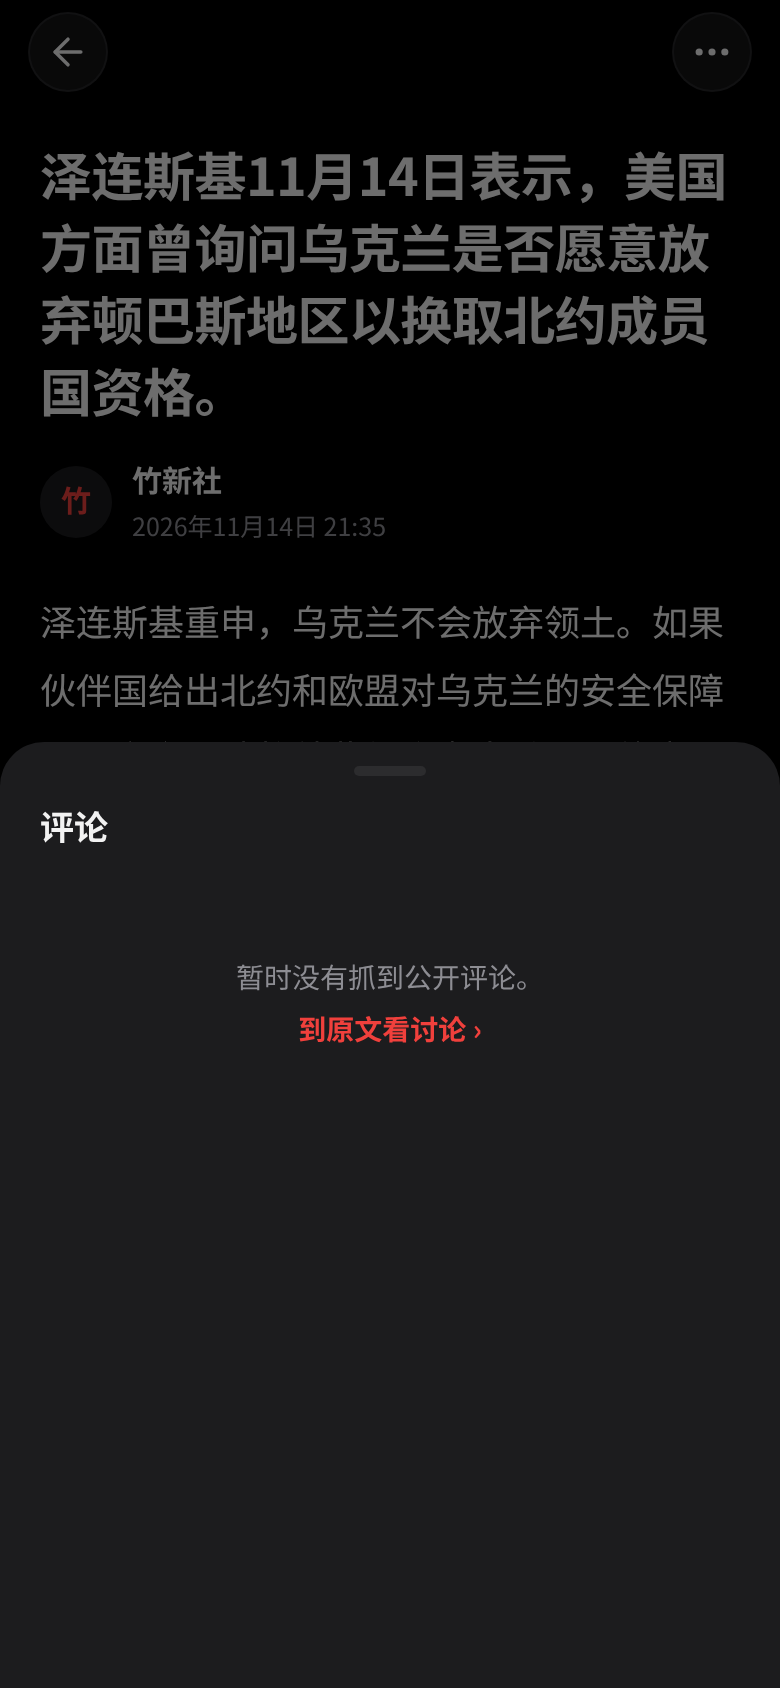 泽连斯基11月14日表示，美国
方面曾询问乌克兰是否愿意放
弃顿巴斯地区以换取北约成员
国资格。
竹
竹新社
2026年11月14日 21:35
泽连斯基重申，乌克兰不会放弃领土。如果
伙伴国给出北约和欧盟对乌克兰的安全保障
评论
暂时没有抓到公开评论。
到原文看讨论 ›